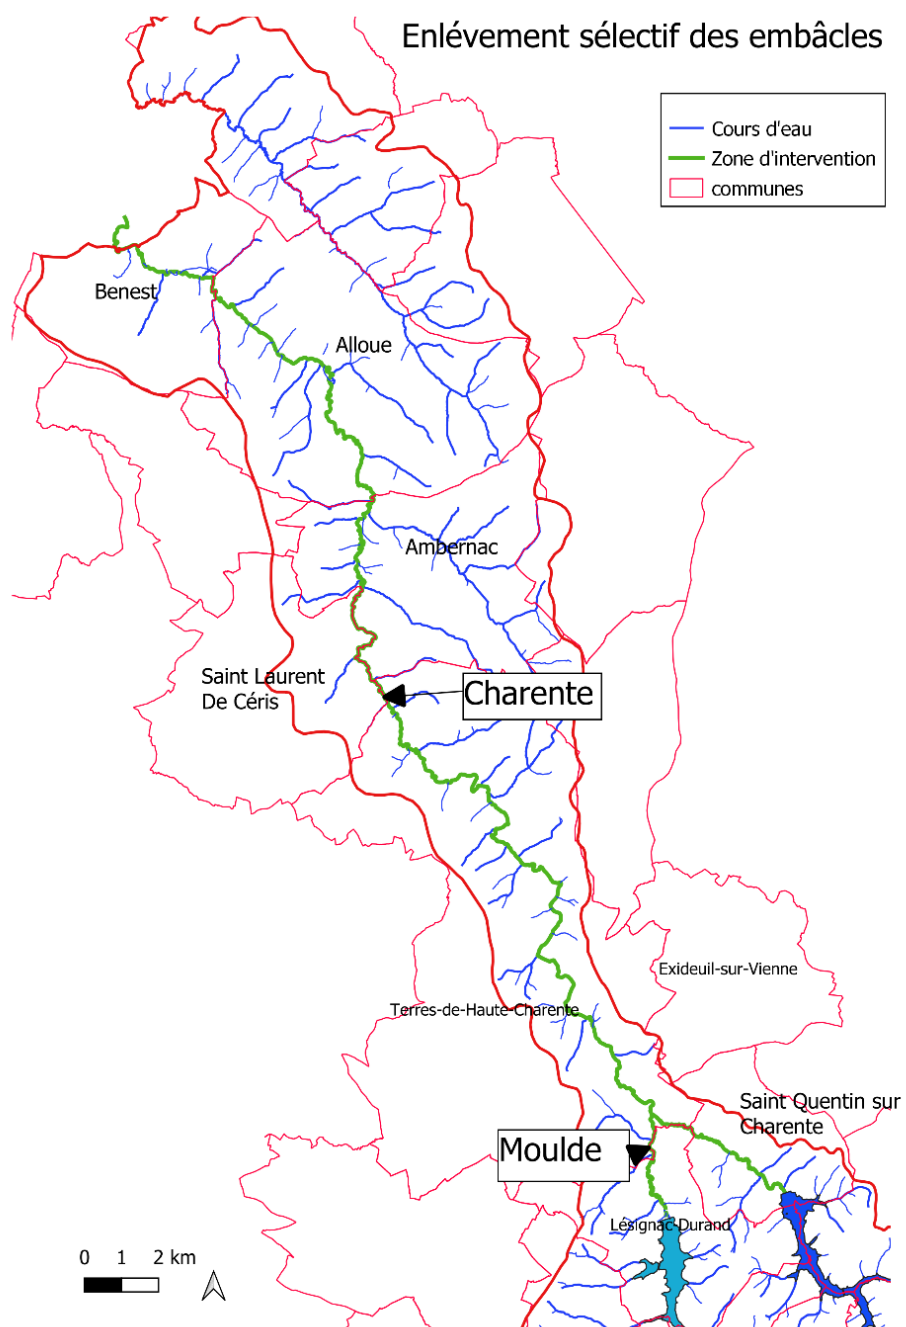 Enlévement sélectif des embâcles
Cours d'eau
Zone d'intervention
communes
Benest
Alloue
Ambernac
Saint Laurent
De Céris
Charente
Exideuil-sur-Vienne
Terres-de-Haute-Charente
Saint Quentin sur
Charente
Moulde
Lésignac-Durand
0 1 2 km